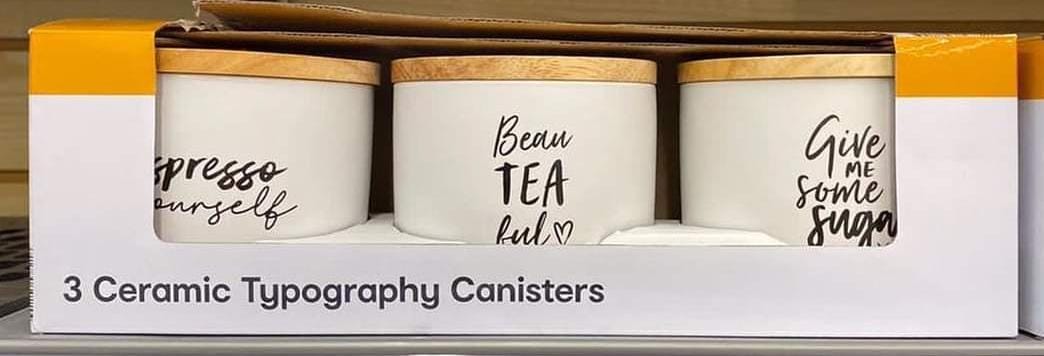 spresso
ourself
Beau
TEA
ful♡
Give
ME
some
suga
3 Ceramic Typography Canisters